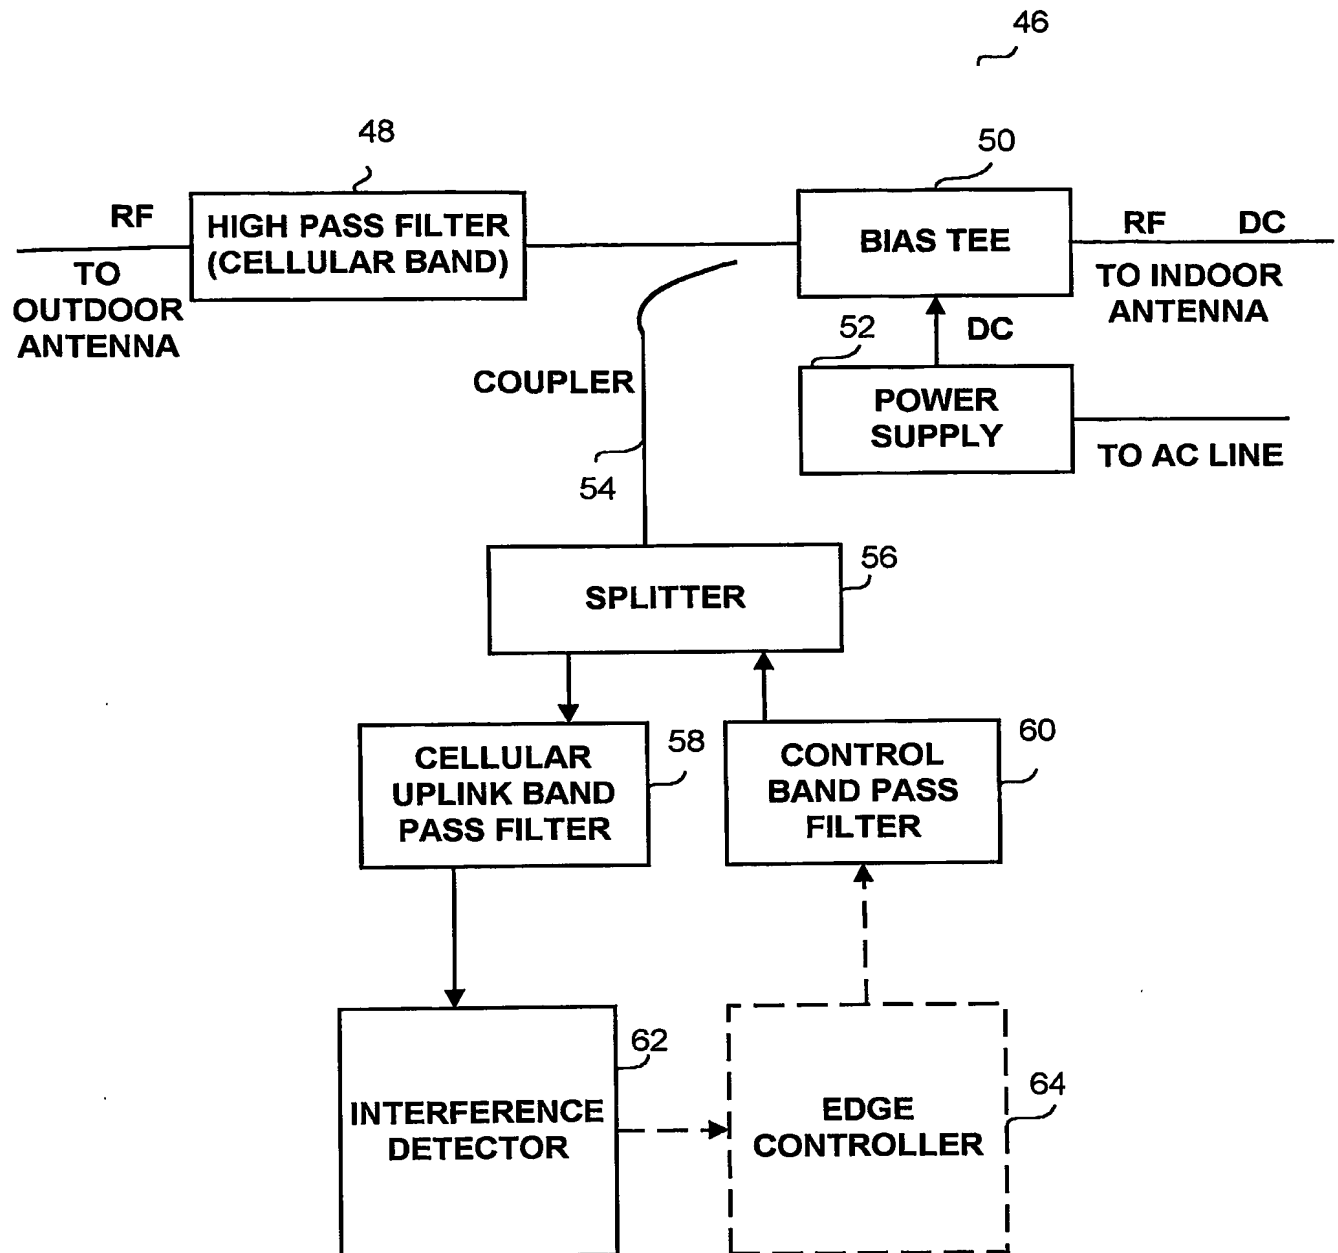 46
48
50
RF
HIGH PASS FILTER
(CELLULAR BAND)
BIAS TEE
RF
DC
TO
OUTDOOR
ANTENNA
TO INDOOR
ANTENNA
52
DC
COUPLER
POWER
SUPPLY
TO AC LINE
54
56
SPLITTER
58
CELLULAR
UPLINK BAND
PASS FILTER
60
CONTROL
BAND PASS
FILTER
62
INTERFERENCE
DETECTOR
64
EDGE
CONTROLLER